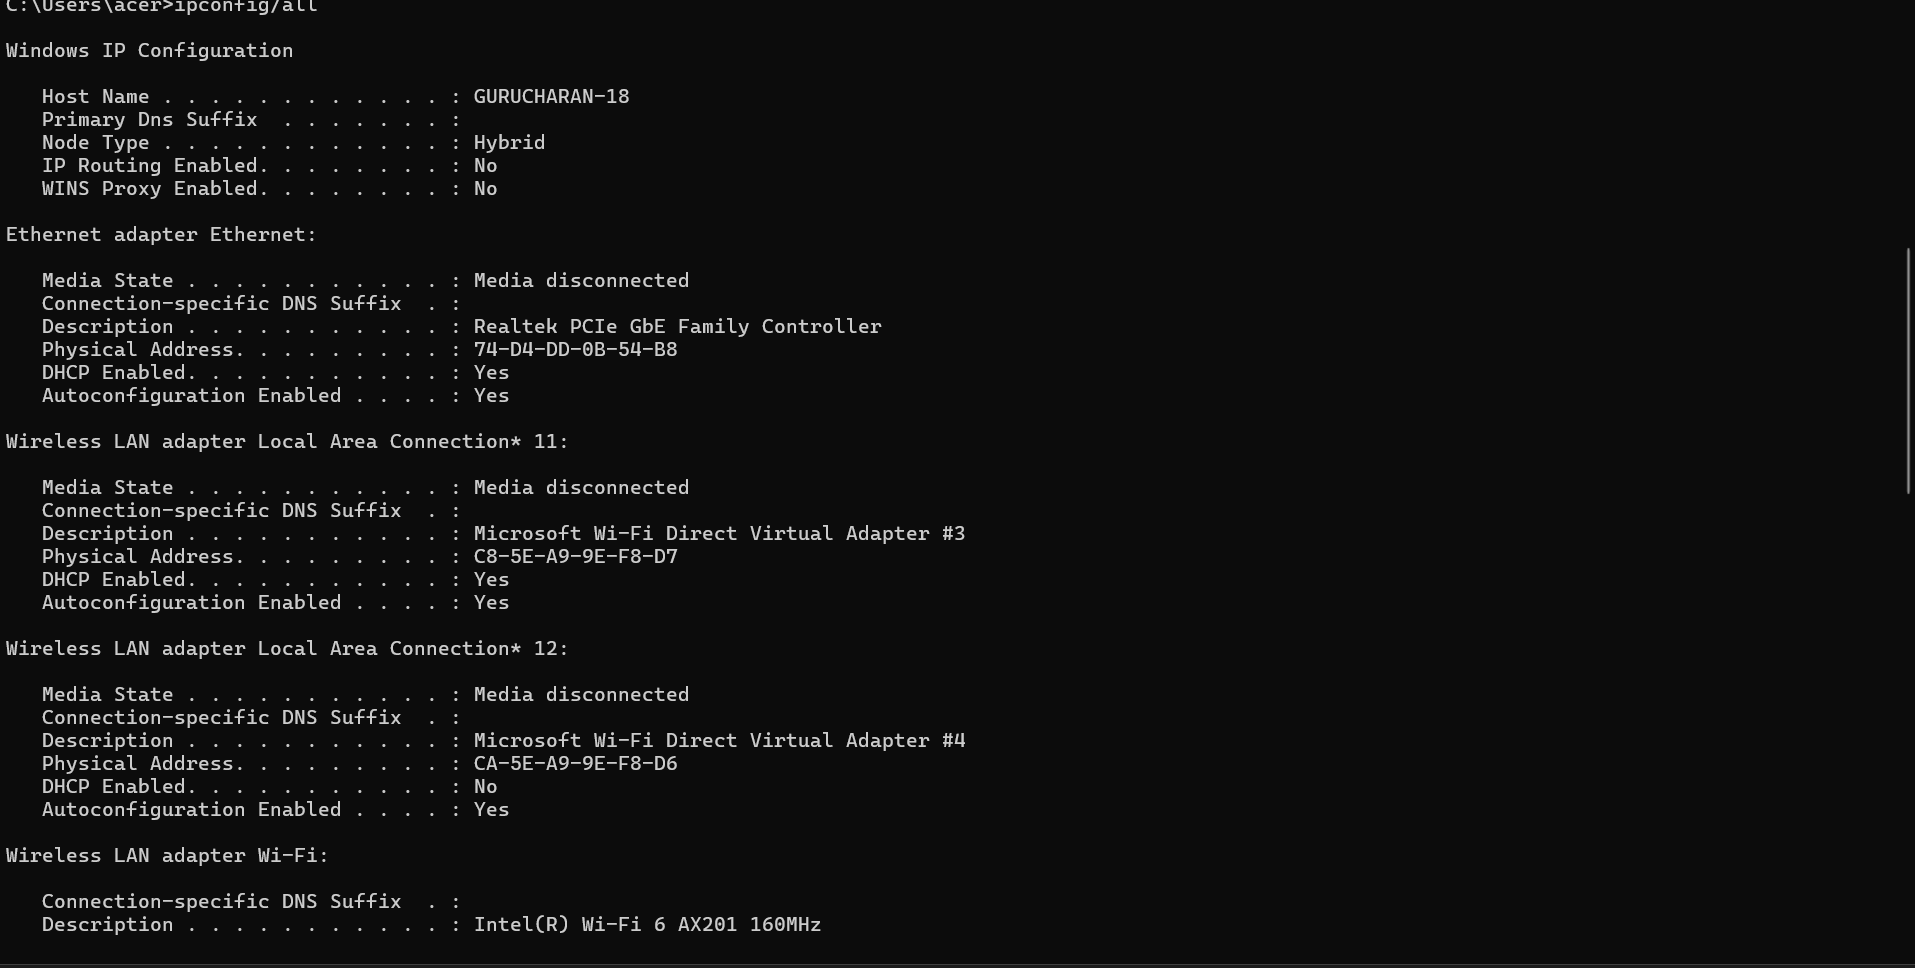 C:\Users\acer>ipconfig/all
Windows IP Configuration
Host Name . . . . . . . . . . . . : GURUCHARAN-18
Primary Dns Suffix  . . . . . . . :
Node Type . . . . . . . . . . . . : Hybrid
IP Routing Enabled. . . . . . . . : No
WINS Proxy Enabled. . . . . . . . : No
Ethernet adapter Ethernet:
Media State . . . . . . . . . . . : Media disconnected
Connection-specific DNS Suffix  . :
Description . . . . . . . . . . . : Realtek PCIe GbE Family Controller
Physical Address. . . . . . . . . : 74-D4-DD-0B-54-B8
DHCP Enabled. . . . . . . . . . . : Yes
Autoconfiguration Enabled . . . . : Yes
Wireless LAN adapter Local Area Connection* 11:
Media State . . . . . . . . . . . : Media disconnected
Connection-specific DNS Suffix  . :
Description . . . . . . . . . . . : Microsoft Wi-Fi Direct Virtual Adapter #3
Physical Address. . . . . . . . . : C8-5E-A9-9E-F8-D7
DHCP Enabled. . . . . . . . . . . : Yes
Autoconfiguration Enabled . . . . : Yes
Wireless LAN adapter Local Area Connection* 12:
Media State . . . . . . . . . . . : Media disconnected
Connection-specific DNS Suffix  . :
Description . . . . . . . . . . . : Microsoft Wi-Fi Direct Virtual Adapter #4
Physical Address. . . . . . . . . : CA-5E-A9-9E-F8-D6
DHCP Enabled. . . . . . . . . . . : No
Autoconfiguration Enabled . . . . : Yes
Wireless LAN adapter Wi-Fi:
Connection-specific DNS Suffix  . :
Description . . . . . . . . . . . : Intel(R) Wi-Fi 6 AX201 160MHz